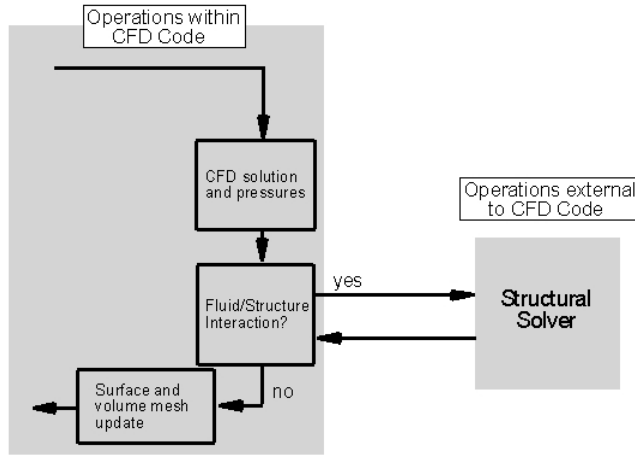 Operations within
CFD Code
CFD solution
and pressures
Operations external
to CFD Code
Fluid/Structure
Interaction?
yes
Structural
Solver
no
Surface and
volume mesh
update